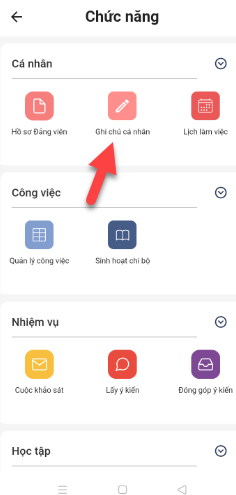 Chức năng
Cá nhân
Hồ sơ Đảng viên
Ghi chú cá nhân
Lịch làm việc
Công việc
Quản lý công việc
Sinh hoạt chi bộ
Nhiệm vụ
Cuộc khảo sát
Lấy ý kiến
Đóng góp ý kiến
Học tập